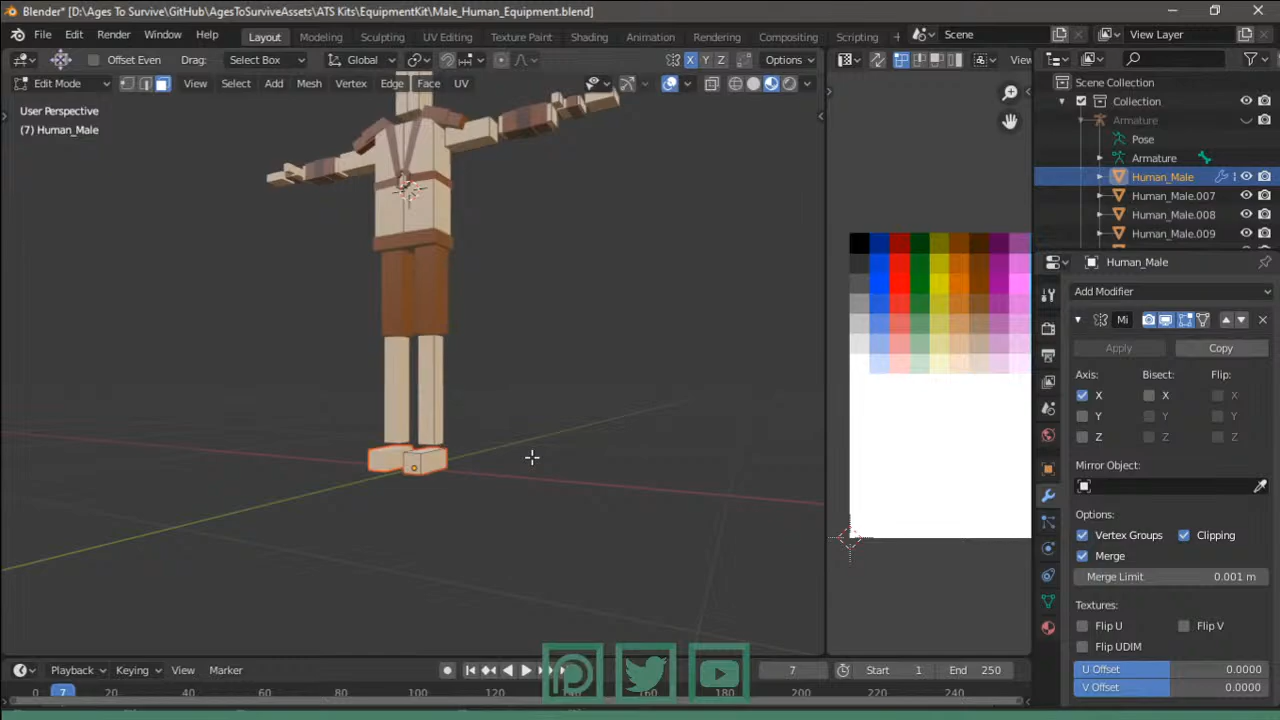 Blender* [D:\Ages To Survive\GitHub\AgesToSurviveAssets\ATS Kits\EquipmentKit\Male_Human_Equipment.blend]
File Edit Render Window Help Layout Modeling Sculpting UV Editing Texture Paint Shading Animation Rendering Compositing Scripting Scene View Layer
Offset Even Drag: Select Box Global X Y Z Options View
Edit Mode View Select Add Mesh Vertex Edge Face UV
User Perspective
(7) Human_Male
Scene Collection
Collection
Armature
Pose
Armature
Human_Male
Human_Male.007
Human_Male.008
Human_Male.009
Human_Male
Add Modifier
Mi
Apply Copy
Axis: Bisect: Flip:
X X X
Y Y Y
Z Z Z
Mirror Object:
Options:
Vertex Groups Clipping
Merge
Merge Limit 0.001 m
Textures:
Flip U Flip V
Flip UDIM
U Offset 0.0000
V Offset 0.0000
Playback Keying View Marker 7 Start 1 End 250
0 7 20 40 60 80 100 120 140 160 180 200 220 240